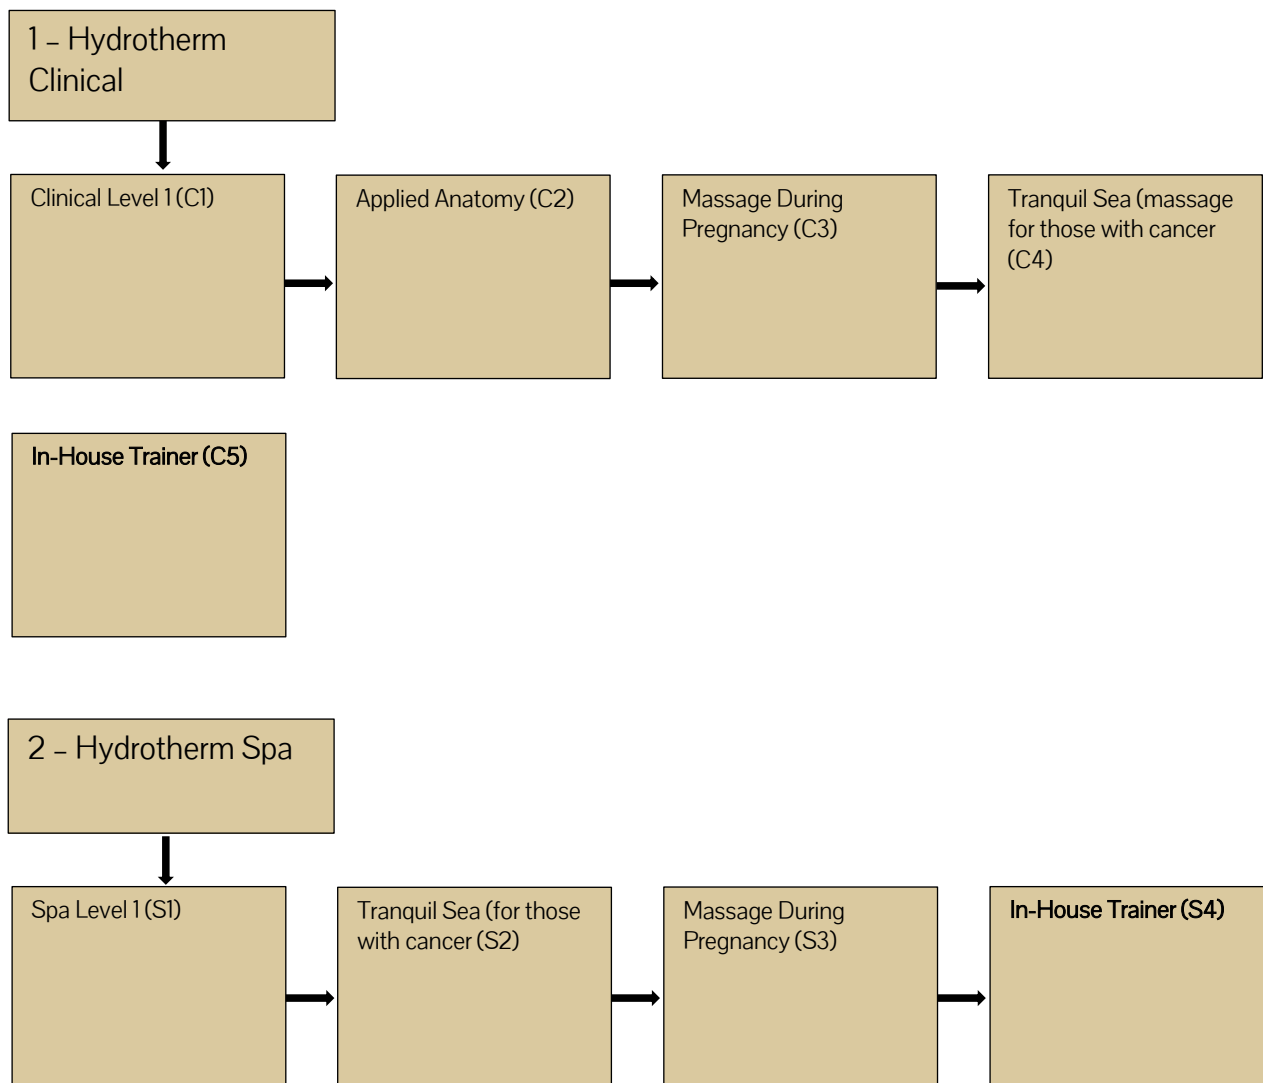 1 – Hydrotherm
Clinical
Clinical Level 1 (C1)
Applied Anatomy (C2)
Massage During
Pregnancy (C3)
Tranquil Sea (massage
for those with cancer
(C4)
In-House Trainer (C5)
2 – Hydrotherm Spa
Spa Level 1 (S1)
Tranquil Sea (for those
with cancer (S2)
Massage During
Pregnancy (S3)
In-House Trainer (S4)